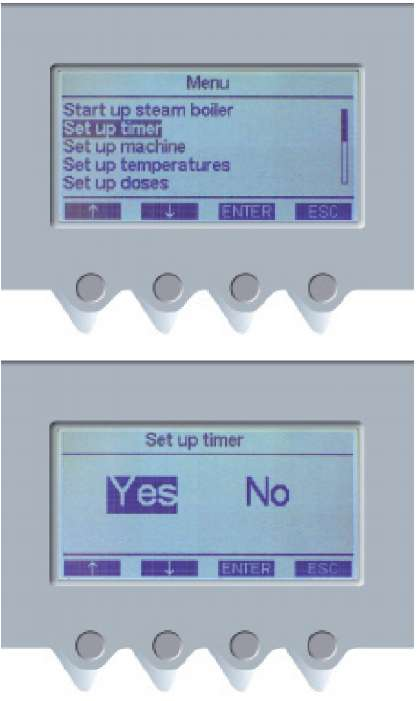 Menu
Start up steam boiler
Set up timer
Set up machine
Set up temperatures
Set up doses
↑ ↓ ENTER ESC
Set up timer
Yes No
↑ ↓ ENTER ESC